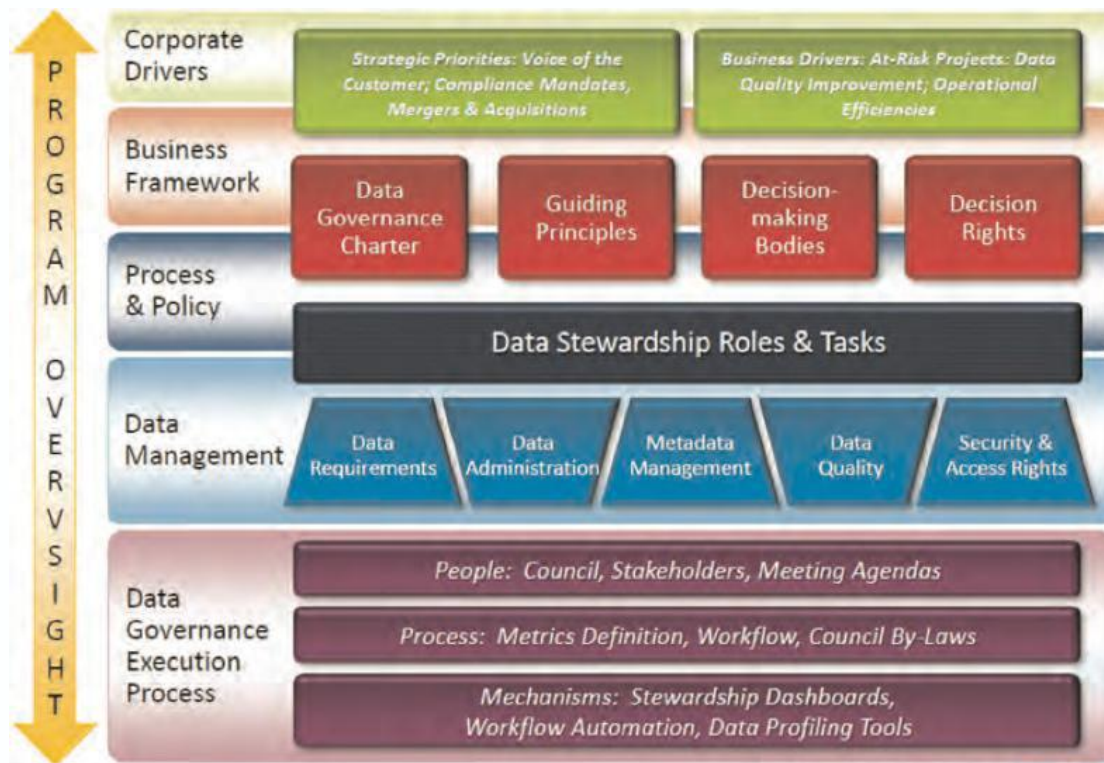 PROGRAM OVERVSIGHT
Corporate
Drivers
Strategic Priorities: Voice of the
Customer; Compliance Mandates,
Mergers & Acquisitions
Business Drivers: At-Risk Projects: Data
Quality Improvement; Operational
Efficiencies
Business
Framework
Data
Governance
Charter
Guiding
Principles
Decision-
making
Bodies
Decision
Rights
Process
& Policy
Data Stewardship Roles & Tasks
Data
Management
Data
Requirements
Data
Administration
Metadata
Management
Data
Quality
Security &
Access Rights
Data
Governance
Execution
Process
People: Council, Stakeholders, Meeting Agendas
Process: Metrics Definition, Workflow, Council By-Laws
Mechanisms: Stewardship Dashboards,
Workflow Automation, Data Profiling Tools